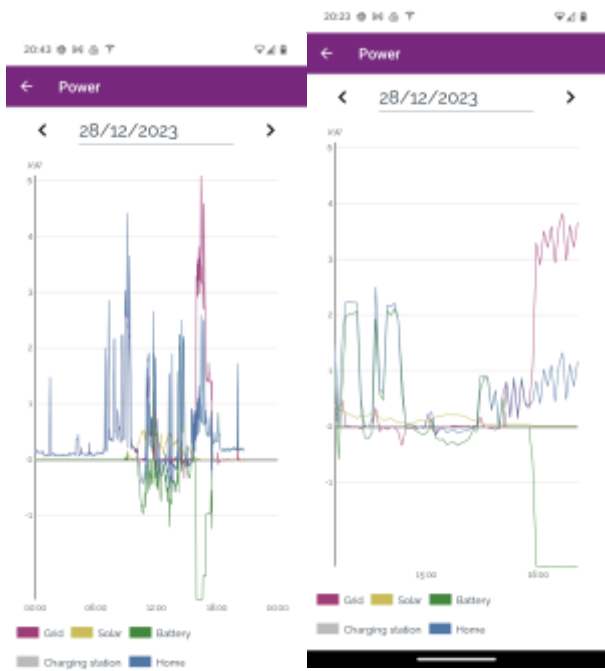 20:43
Power
28/12/2023
kW
5
4
3
2
1
0
-1
00:00 06:00 12:00 18:00 00:00
Grid Solar Battery
Charging station Home
20:23
Power
28/12/2023
kW
5
4
3
2
1
0
-1
15:00 18:00
Grid Solar Battery
Charging station Home